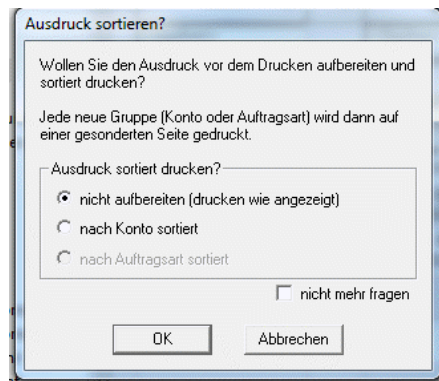 Ausdruck sortieren?
Wollen Sie den Ausdruck vor dem Drucken aufbereiten und
sortiert drucken?
Jede neue Gruppe (Konto oder Auftragsart) wird dann auf
einer gesonderten Seite gedruckt.
Ausdruck sortiert drucken?
nicht aufbereiten (drucken wie angezeigt)
nach Konto sortiert
nach Auftragsart sortiert
nicht mehr fragen
OK
Abbrechen